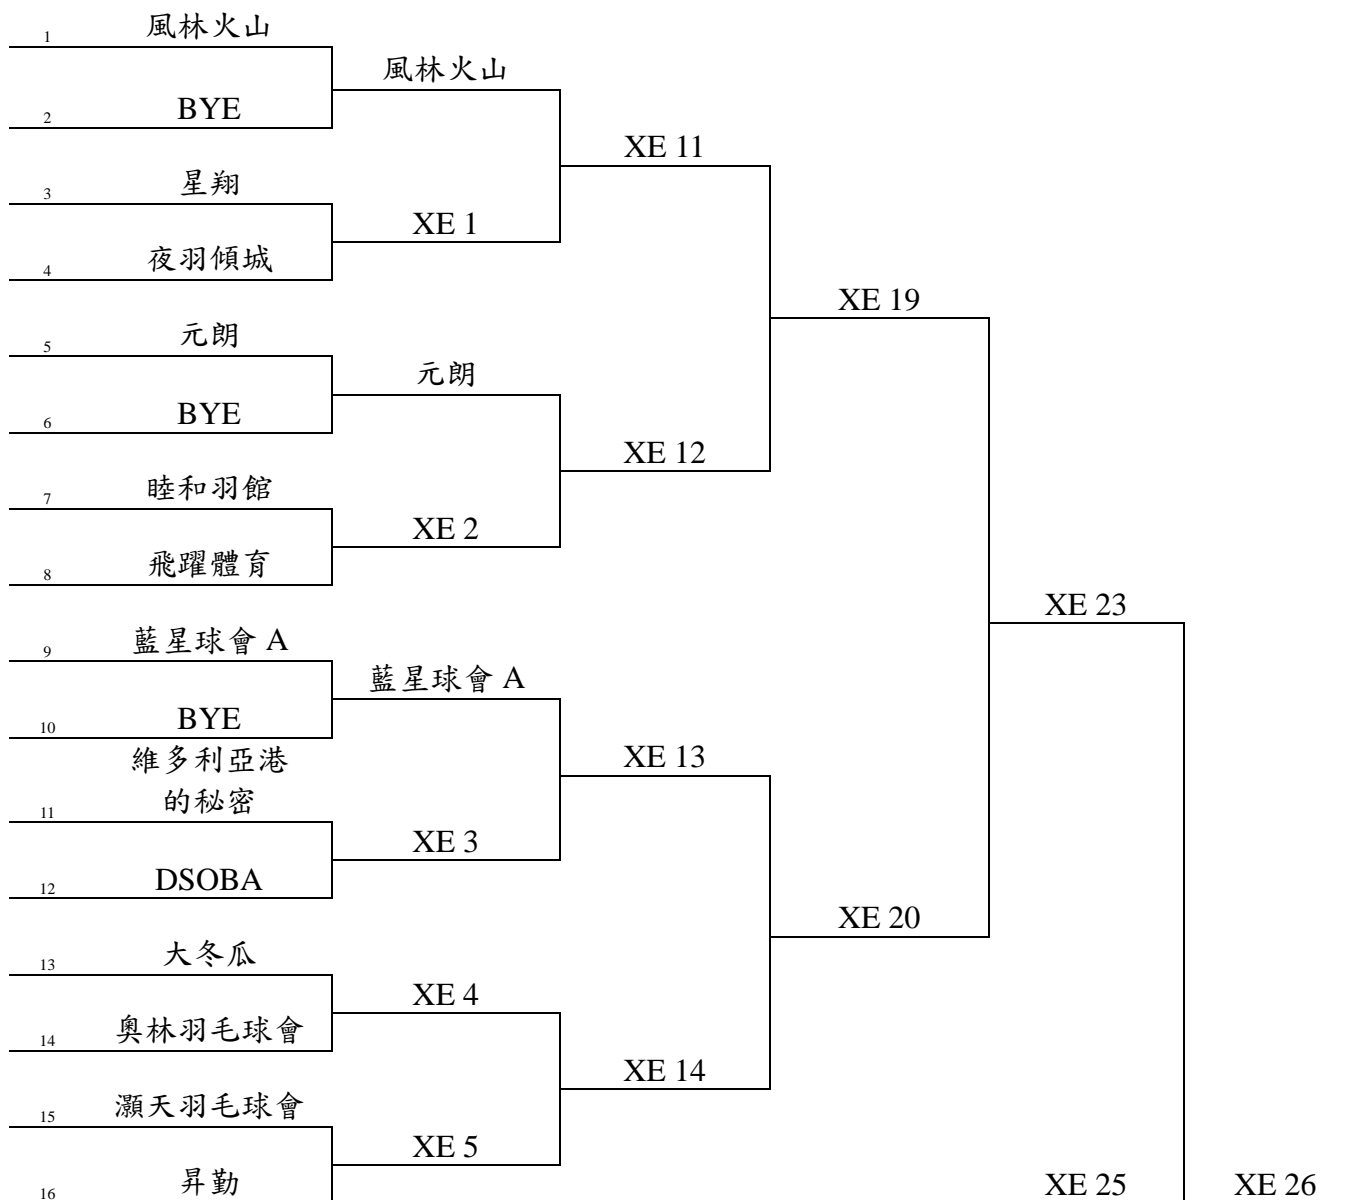 1 風林火山
風林火山
2 BYE
XE 11
3 星翔
XE 1
4 夜羽傾城
XE 19
5 元朗
元朗
6 BYE
XE 12
7 睦和羽館
XE 2
8 飛躍體育
XE 23
9 藍星球會 A
藍星球會 A
10 BYE
維多利亞港
的秘密
11
XE 13
XE 3
12 DSOBA
XE 20
13 大冬瓜
XE 4
14 奧林羽毛球會
XE 14
15 灝天羽毛球會
XE 5
16 昇勤
XE 25
XE 26